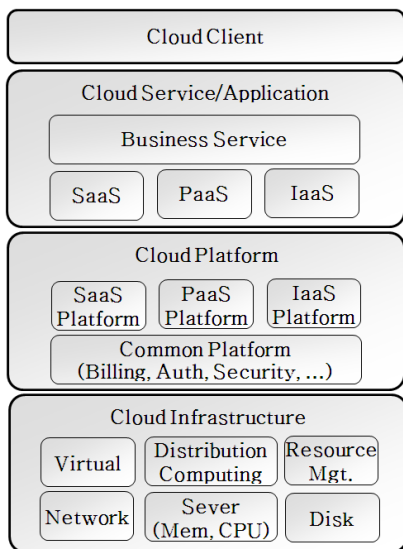 Cloud Client
Cloud Service/Application
Business Service
SaaS PaaS IaaS
Cloud Platform
SaaS Platform
PaaS Platform
IaaS Platform
Common Platform
(Billing, Auth, Security, ...)
Cloud Infrastructure
Virtual
Distribution
Computing
Resource
Mgt.
Network
Sever
(Mem, CPU)
Disk